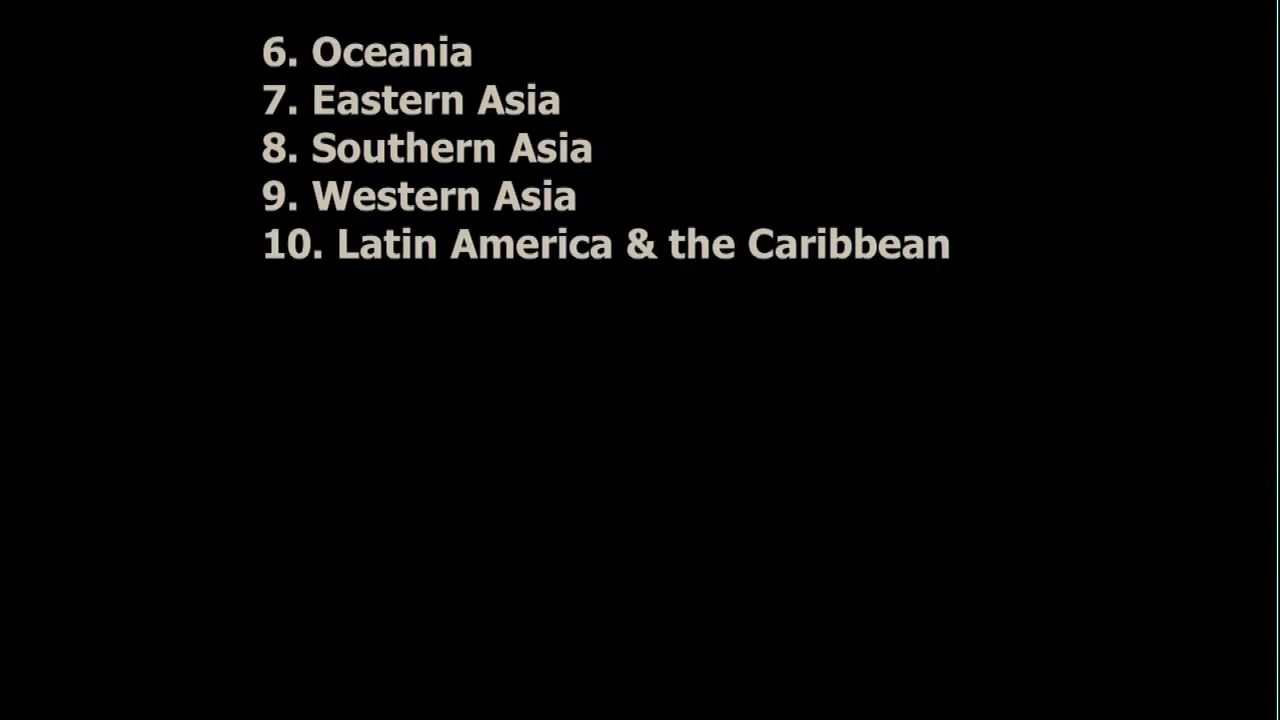 6. Oceania
7. Eastern Asia
8. Southern Asia
9. Western Asia
10. Latin America & the Caribbean